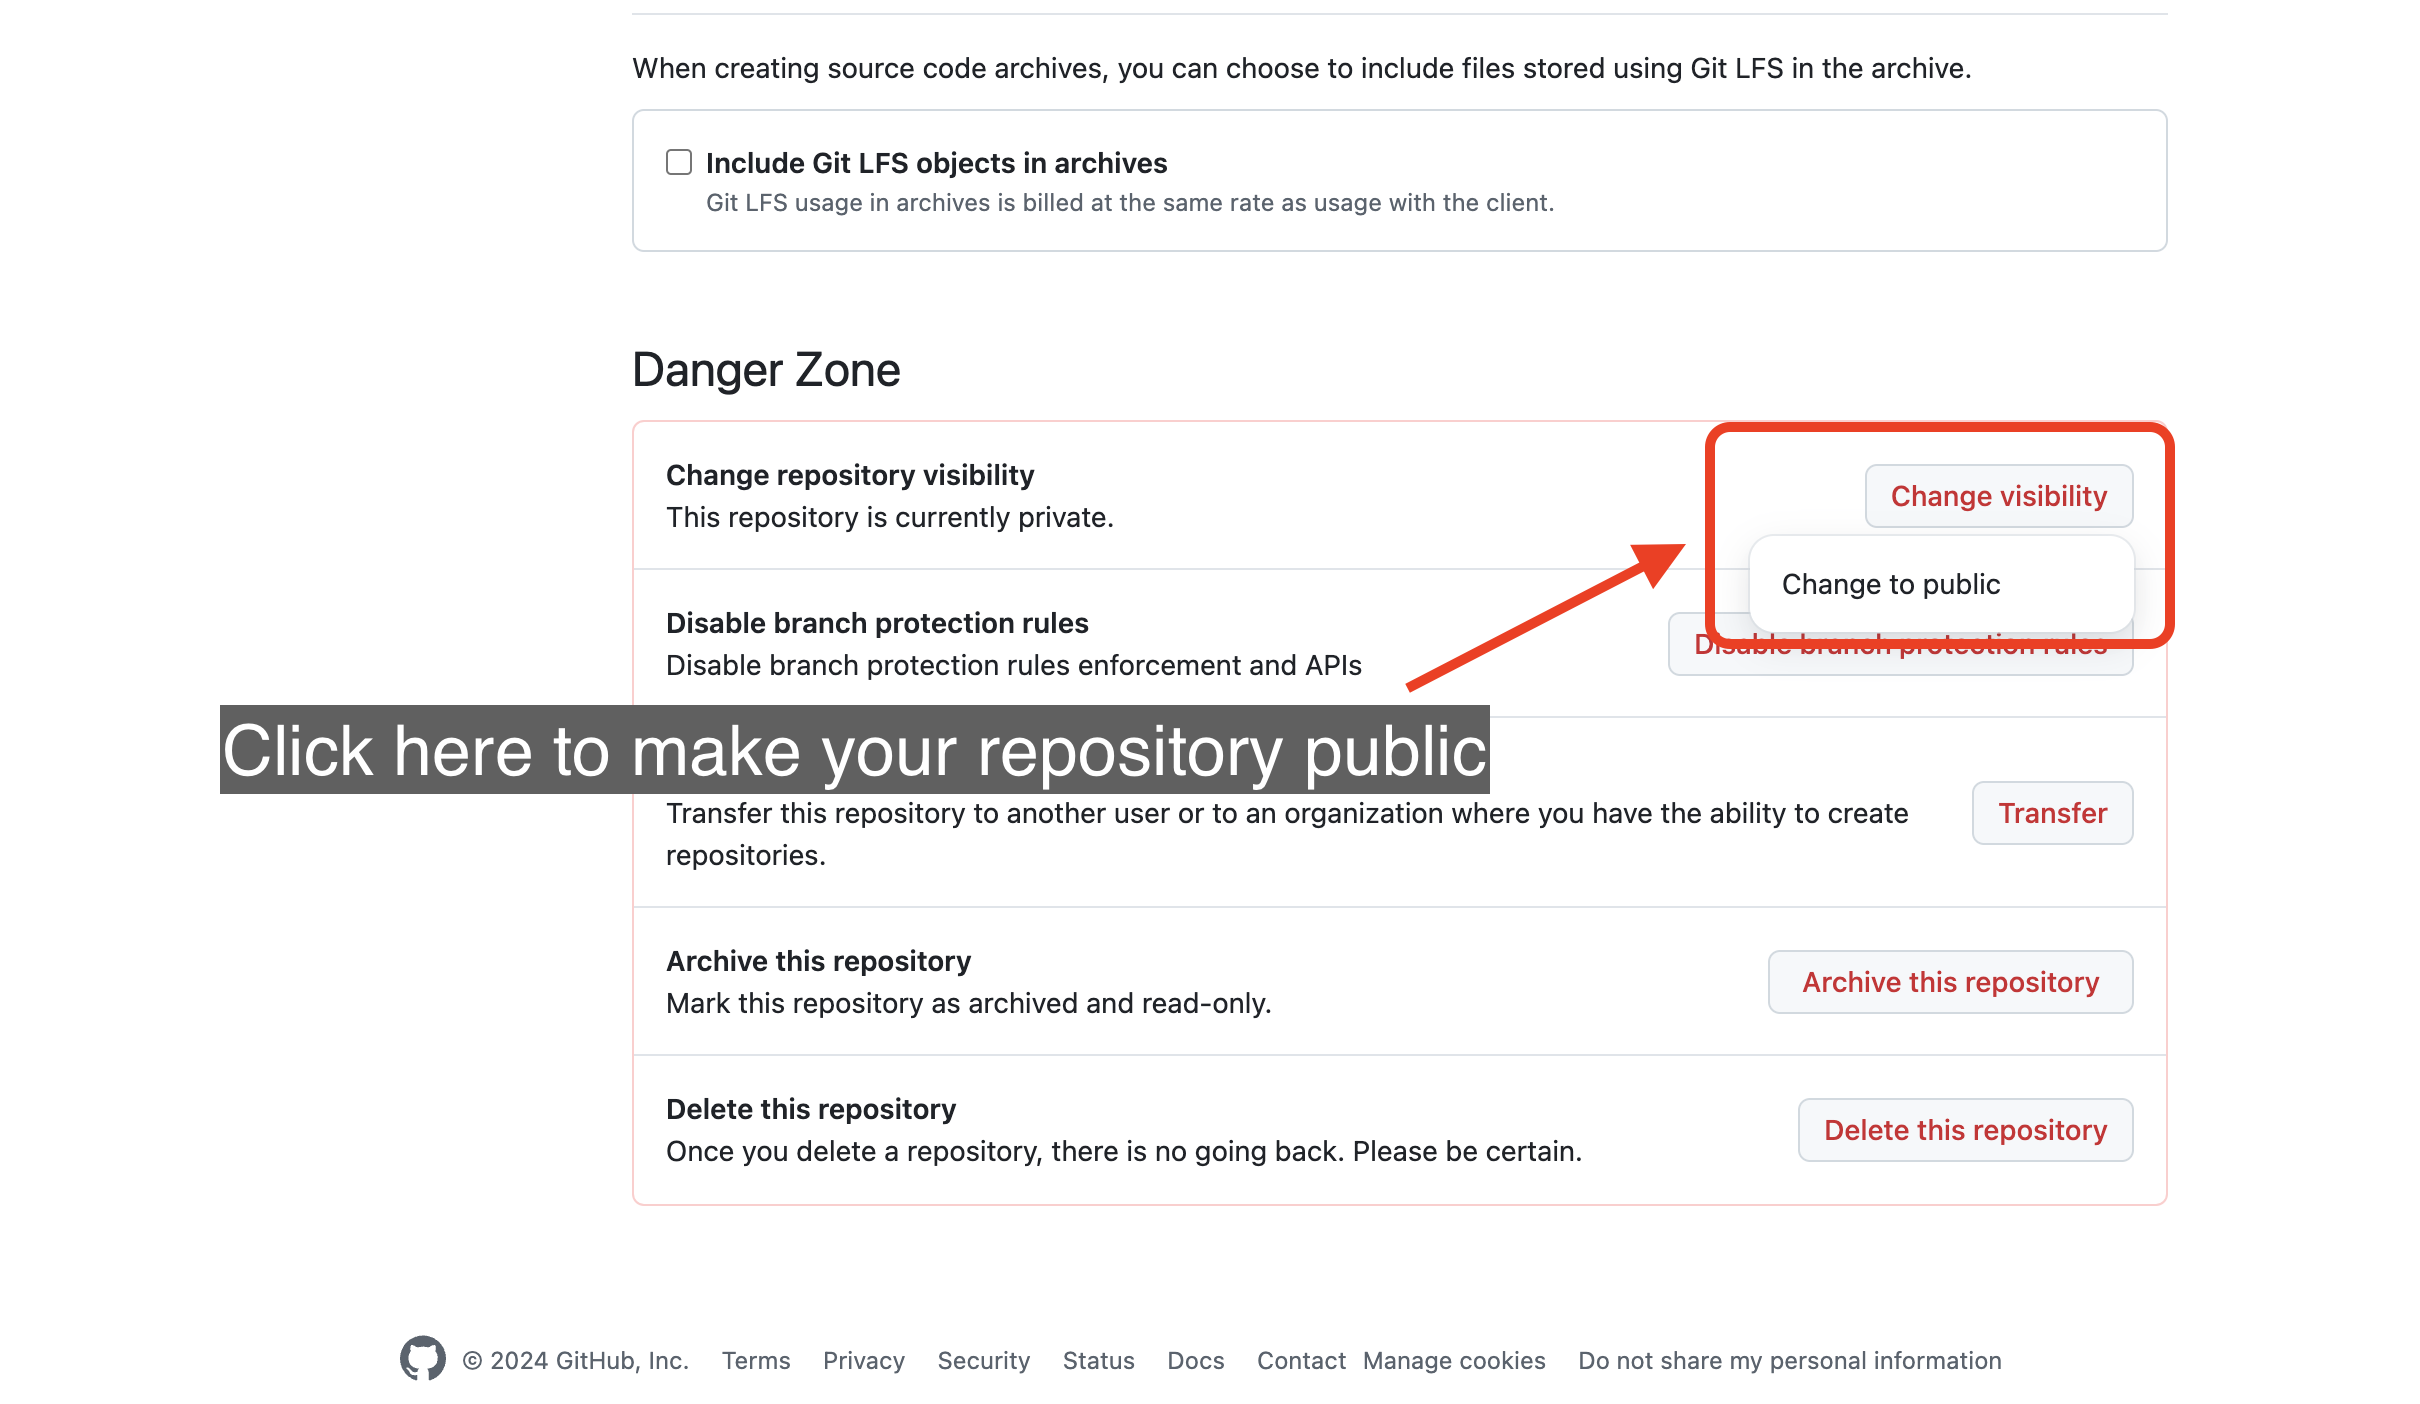 When creating source code archives, you can choose to include files stored using Git LFS in the archive.
Include Git LFS objects in archives
Git LFS usage in archives is billed at the same rate as usage with the client.
Danger Zone
Change repository visibility
This repository is currently private.
Change visibility
Change to public
Disable branch protection rules
Disable branch protection rules enforcement and APIs
Disable branch protection rules
Click here to make your repository public
Transfer this repository to another user or to an organization where you have the ability to create
repositories.
Transfer
Archive this repository
Mark this repository as archived and read-only.
Archive this repository
Delete this repository
Once you delete a repository, there is no going back. Please be certain.
Delete this repository
© 2024 GitHub, Inc. Terms Privacy Security Status Docs Contact Manage cookies Do not share my personal information